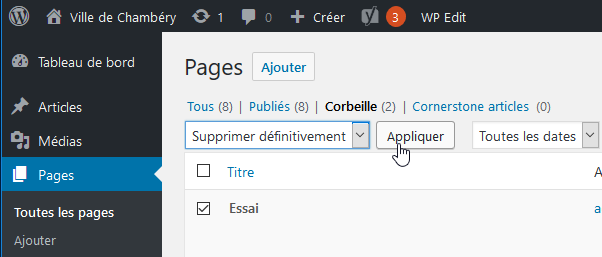 Ville de Chambéry 1 0 + Créer 3 WP Edit
Tableau de bord
Articles
Médias
Pages
Toutes les pages
Ajouter
Pages Ajouter
Tous (8) | Publiés (8) | Corbeille (2) | Cornerstone articles (0)
Supprimer définitivement Appliquer Toutes les dates
Titre A
Essai a